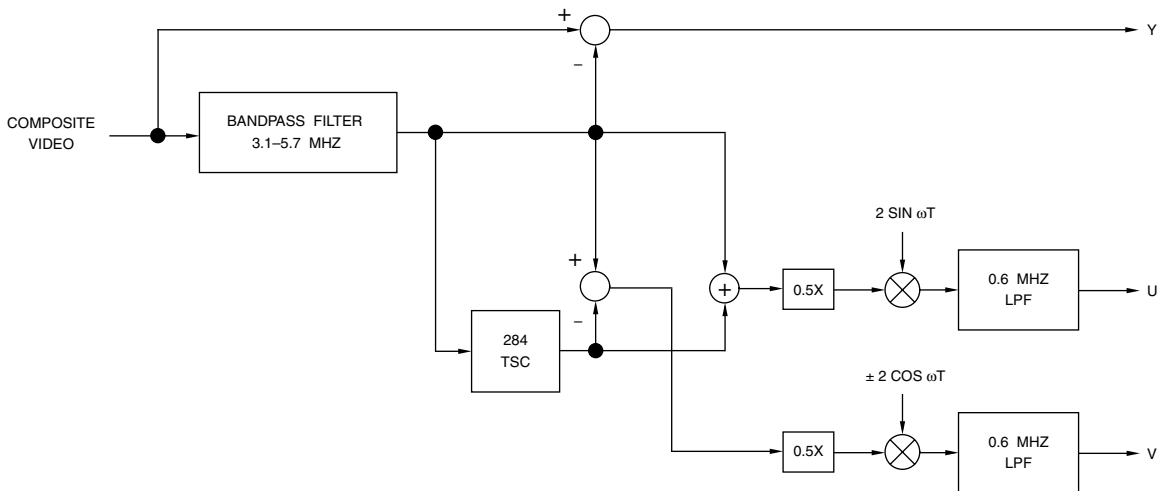 +
Y
−
COMPOSITE
VIDEO
BANDPASS FILTER
3.1–5.7 MHZ
2 SIN ωT
+
+
0.5X
0.6 MHZ
LPF
U
−
284
TSC
± 2 COS ωT
0.5X
0.6 MHZ
LPF
V